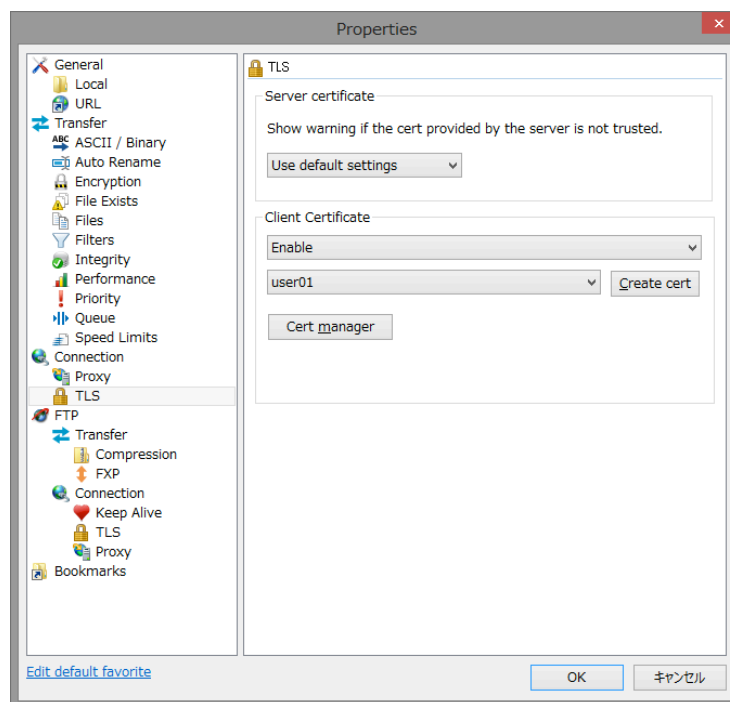 Properties
General
Local
URL
Transfer
ABC ASCII / Binary
Auto Rename
Encryption
File Exists
Files
Filters
Integrity
Performance
Priority
Queue
Speed Limits
Connection
Proxy
TLS
FTP
Transfer
Compression
FXP
Connection
Keep Alive
TLS
Proxy
Bookmarks
TLS
Server certificate
Show warning if the cert provided by the server is not trusted.
Use default settings
Client Certificate
Enable
user01
Create cert
Cert manager
Edit default favorite
OK
キャンセル